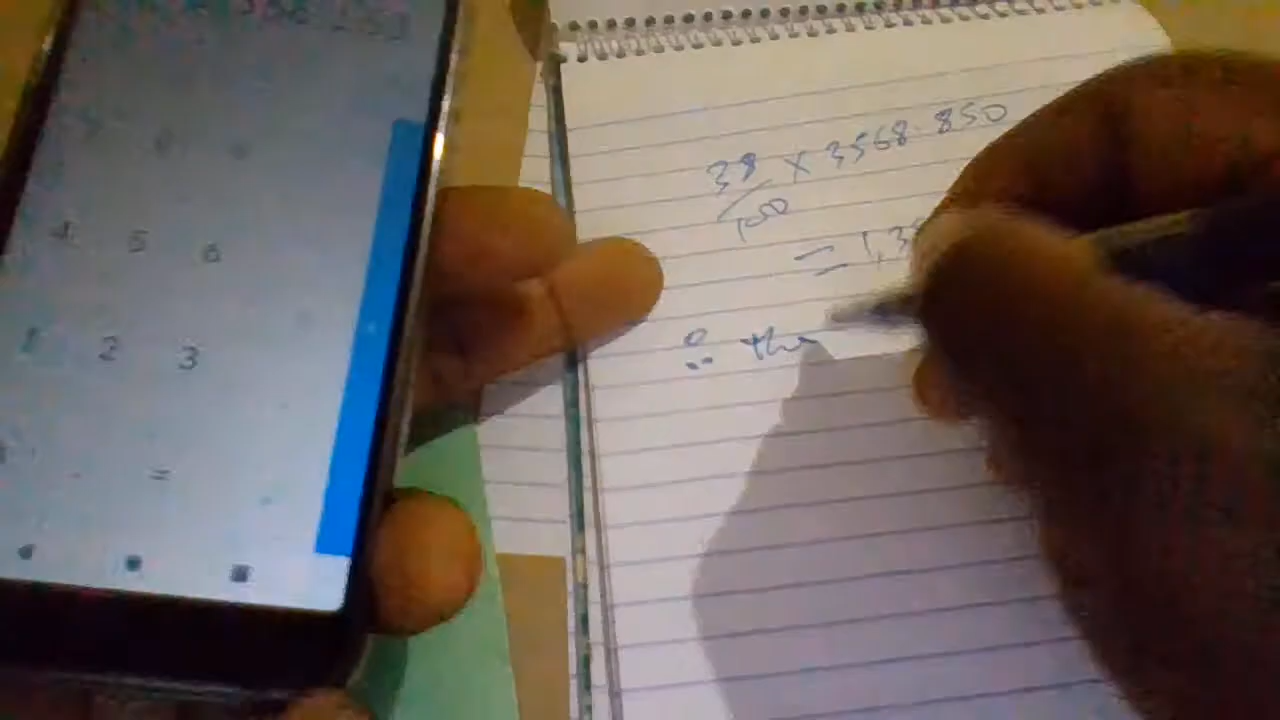 4 5 6
1 2 3
=
38 × 3568.850
100
= 1,3
∴ the